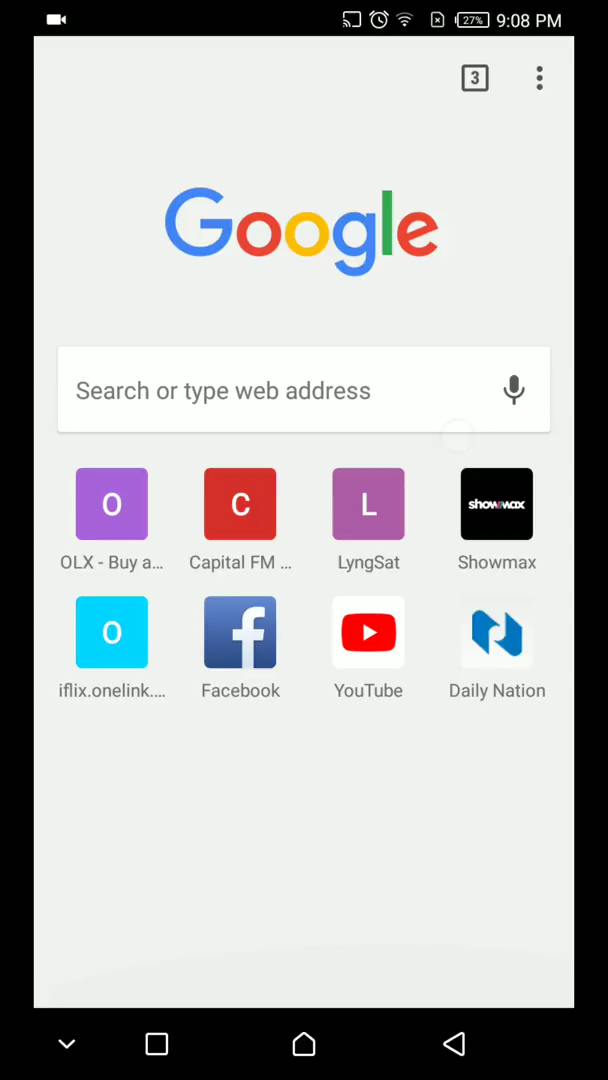 27% 9:08 PM
3
Google
Search or type web address
O C L showmax
OLX - Buy a... Capital FM ... LyngSat Showmax
O f
iflix.onelink.... Facebook YouTube Daily Nation